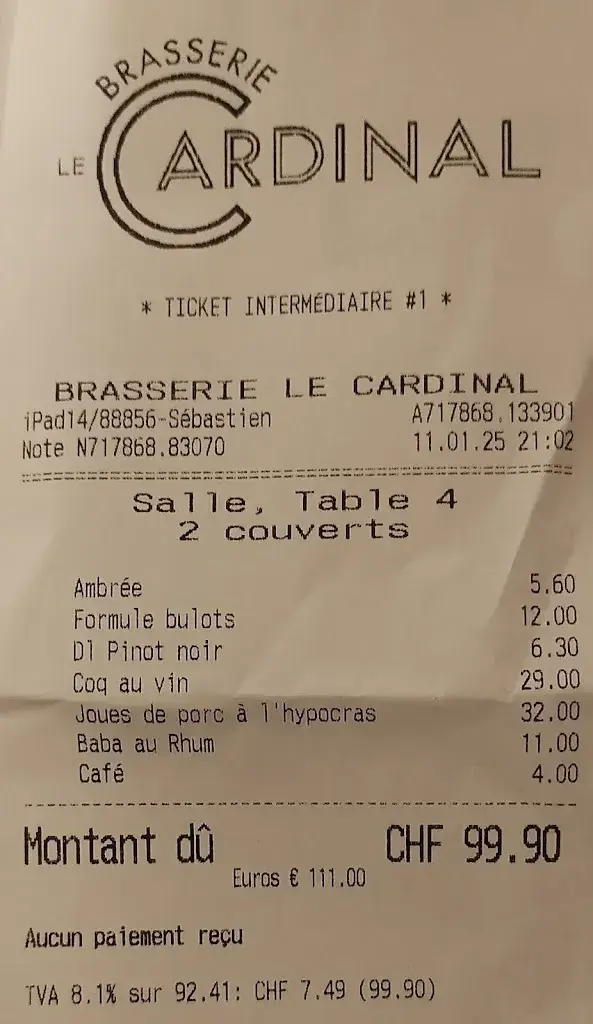 BRASSERIE
LE CARDINAL
* TICKET INTERMÉDIAIRE #1 *
BRASSERIE LE CARDINAL
iPad14/88856-Sébastien A717868.133901
Note N717868.83070 11.01.25 21:02
Salle, Table 4
2 couverts
Ambrée 5.60
Formule bulots 12.00
Dl Pinot noir 6.30
Coq au vin 29.00
Joues de porc à l'hypocras 32.00
Baba au Rhum 11.00
Café 4.00
Montant dû CHF 99.90
Euros € 111.00
Aucun paiement reçu
TVA 8.1% sur 92.41: CHF 7.49 (99.90)